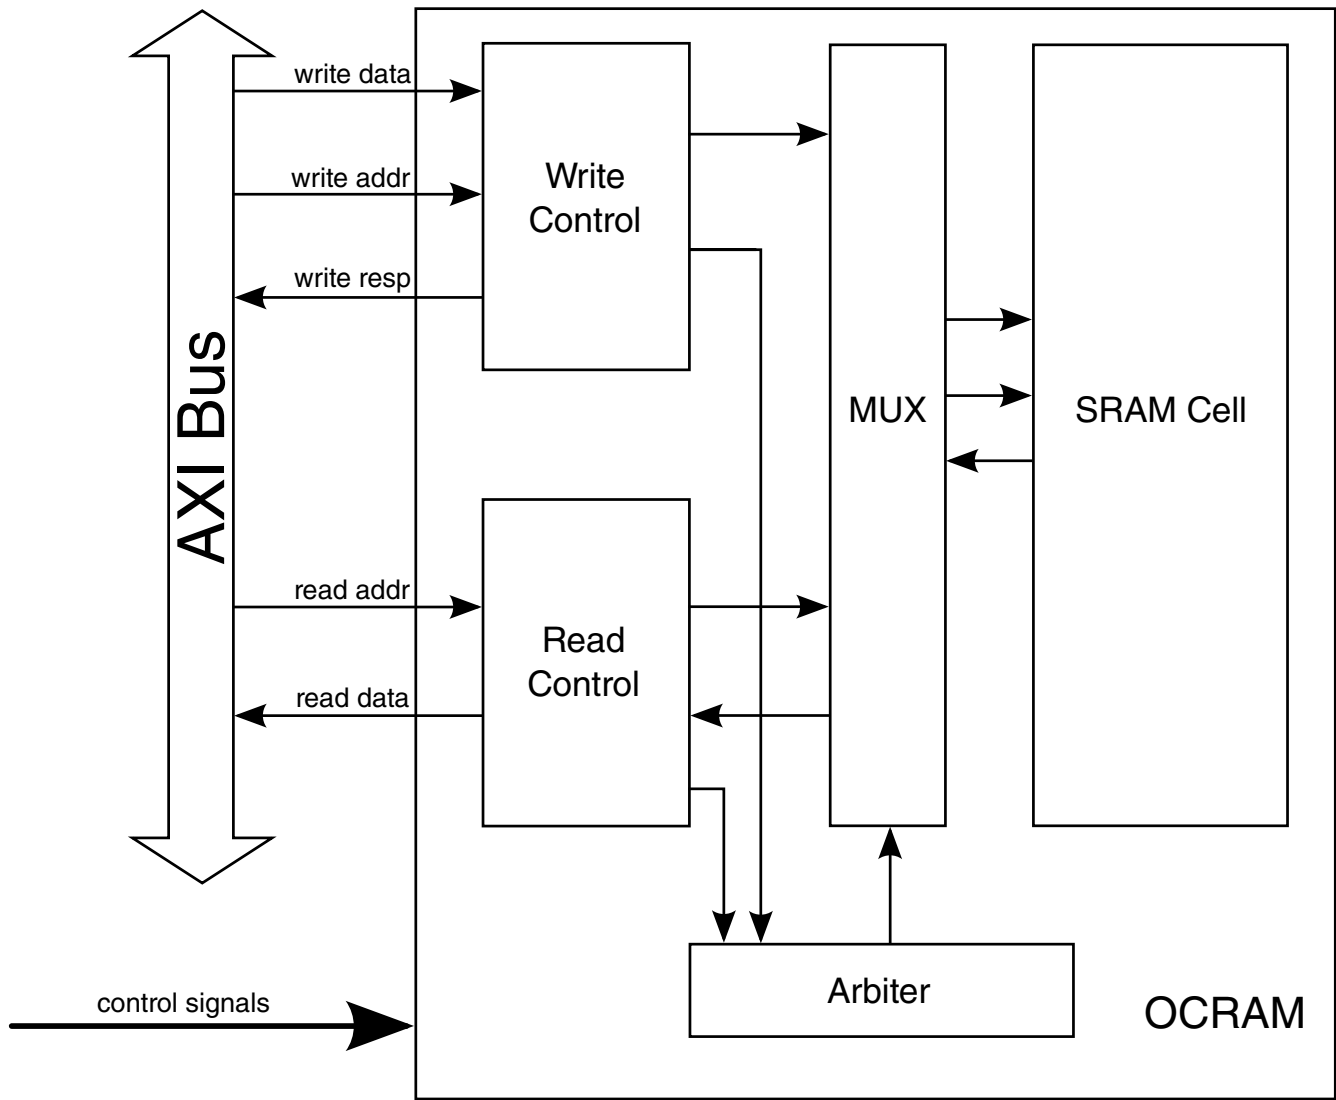 write data
write addr
write resp
Write
Control
AXI Bus
MUX
SRAM Cell
read addr
read data
Read
Control
control signals
Arbiter
OCRAM